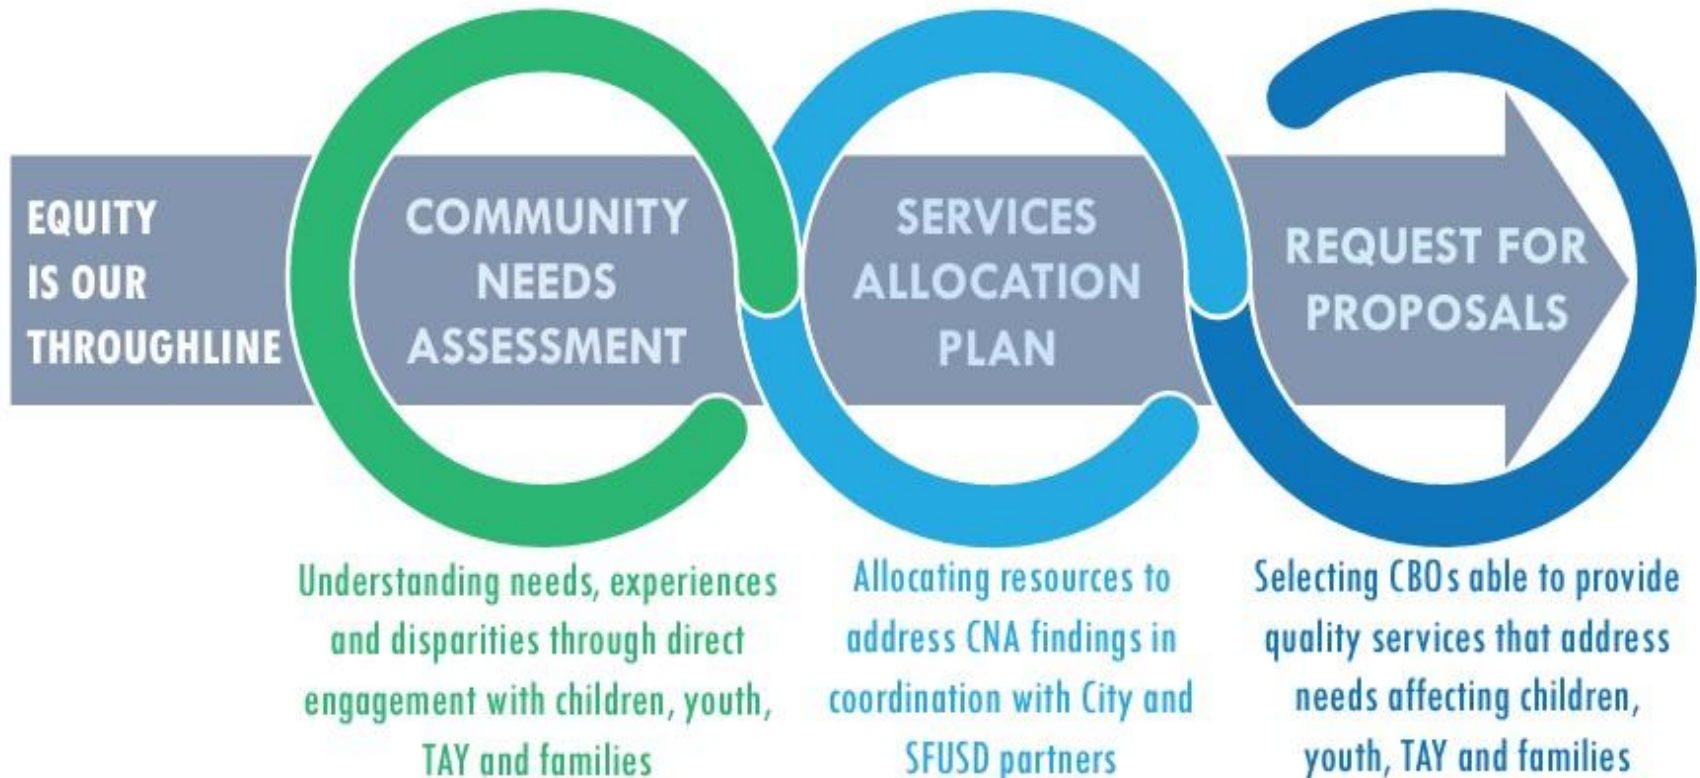 EQUITY
IS OUR
THROUGHLINE
COMMUNITY
NEEDS
ASSESSMENT
SERVICES
ALLOCATION
PLAN
REQUEST FOR
PROPOSALS
Understanding needs, experiences
and disparities through direct
engagement with children, youth,
TAY and families
Allocating resources to
address CNA findings in
coordination with City and
SFUSD partners
Selecting CBOs able to provide
quality services that address
needs affecting children,
youth, TAY and families